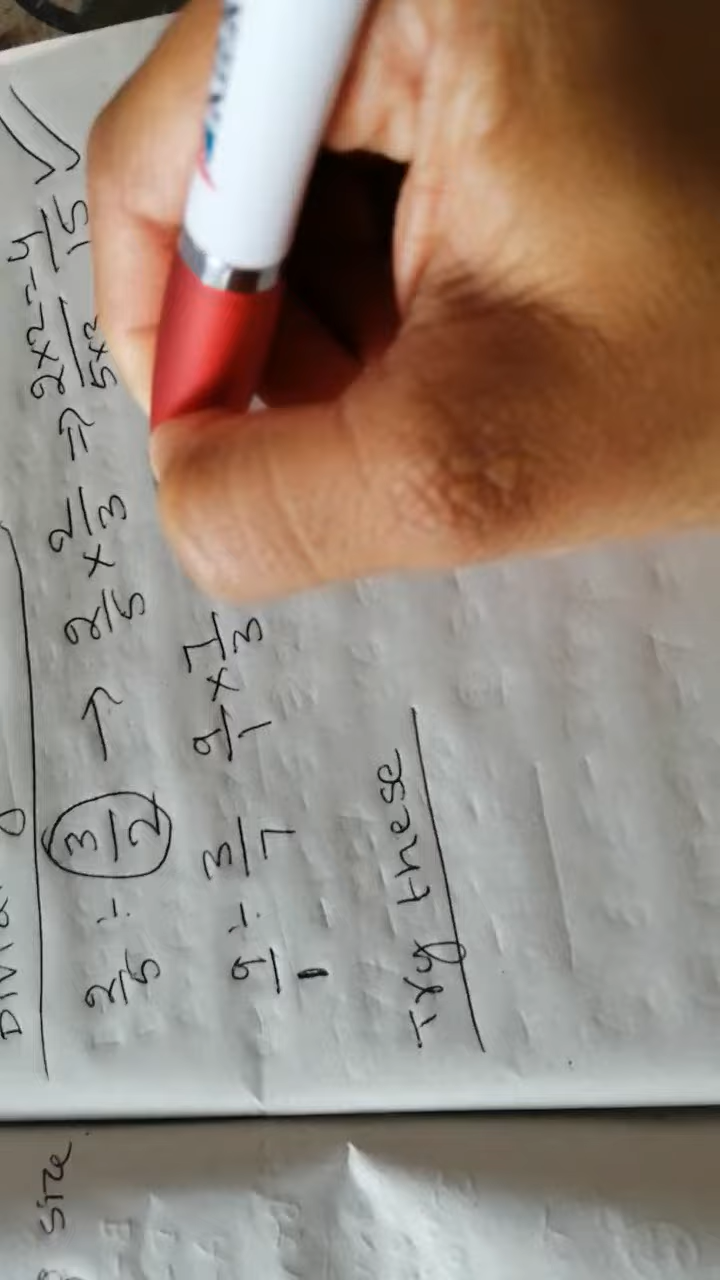 2/5 ÷ 3/2 → 2/5 × 2/3 ⇒ 2×2/5×3 = 4/15
9/1 ÷ 3/7 9/1 × 7/3
Try these
size.